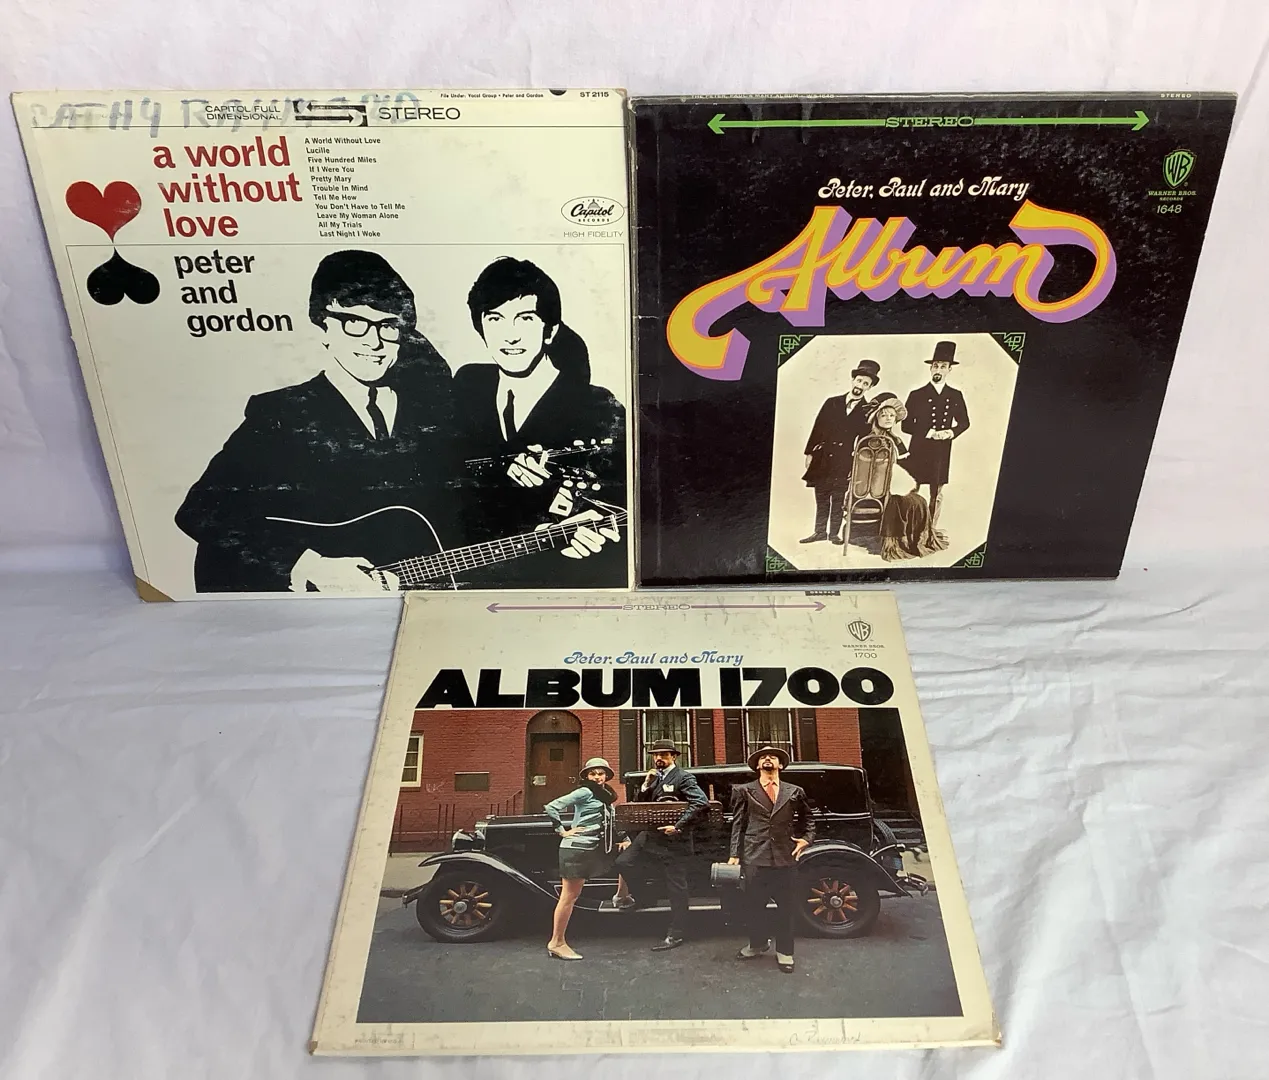 File Under: Vocal Group • Peter and Gordon
ST 2115
CATHY
CAPITOL FULL
DIMENSIONAL
STEREO
a world
without
love
A World Without Love
Lucille
Five Hundred Miles
If I Were You
Pretty Mary
Trouble In Mind
Tell Me How
You Don't Have to Tell Me
Leave My Woman Alone
All My Trials
Last Night I Woke
Capitol
RECORDS
HIGH FIDELITY
peter
and
gordon
STEREO
STEREO
WB
WARNER BROS.
RECORDS
1648
Peter, Paul and Mary
Album
STEREO
WB
WARNER BROS.
RECORDS
1700
Peter, Paul and Mary
ALBUM 1700